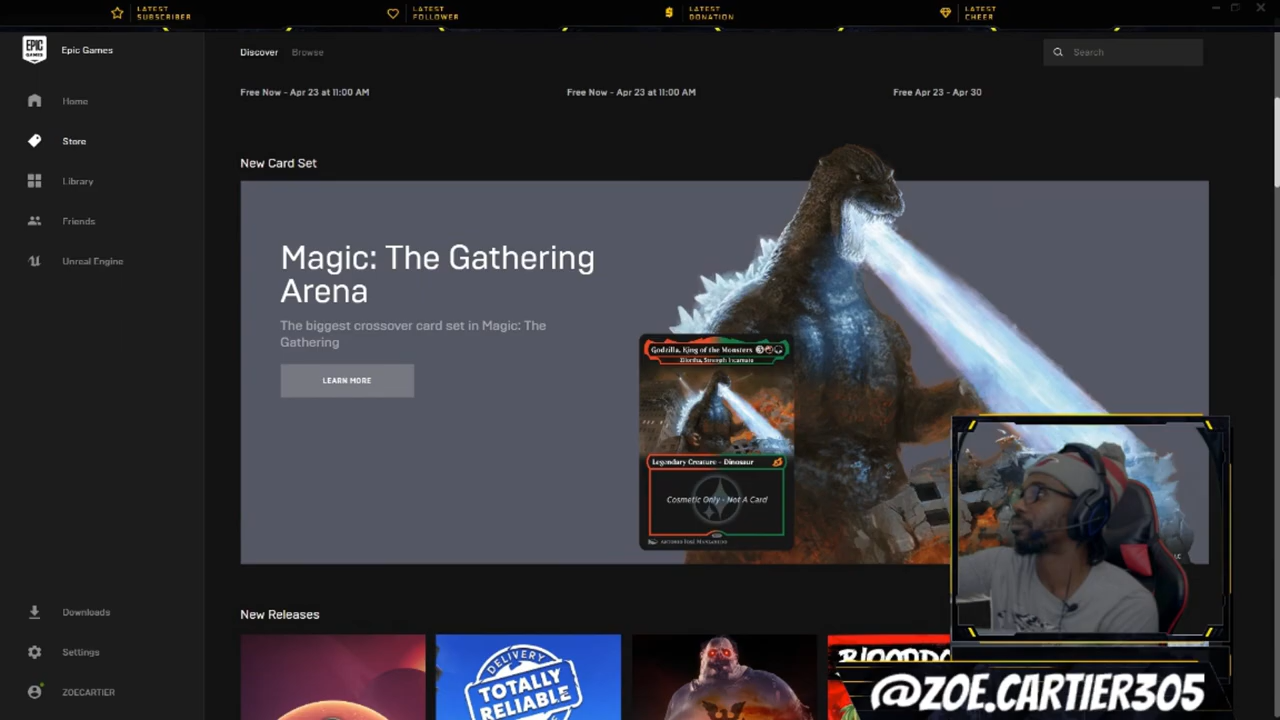 LATEST
SUBSCRIBER
LATEST
FOLLOWER
LATEST
DONATION
LATEST
CHEER
EPIC
GAMES
Epic Games
Discover
Browse
Search
Home
Store
Library
Friends
Unreal Engine
Free Now - Apr 23 at 11:00 AM
Free Now - Apr 23 at 11:00 AM
Free Apr 23 - Apr 30
New Card Set
Magic: The Gathering
Arena
The biggest crossover card set in Magic: The
Gathering
LEARN MORE
Godzilla, King of the Monsters
Legendary Creature - Dinosaur
Cosmetic Only - Not A Card
New Releases
DELIVERY
TOTALLY
RELIABLE
Downloads
Settings
ZOECARTIER
@ZOE.CARTIER305